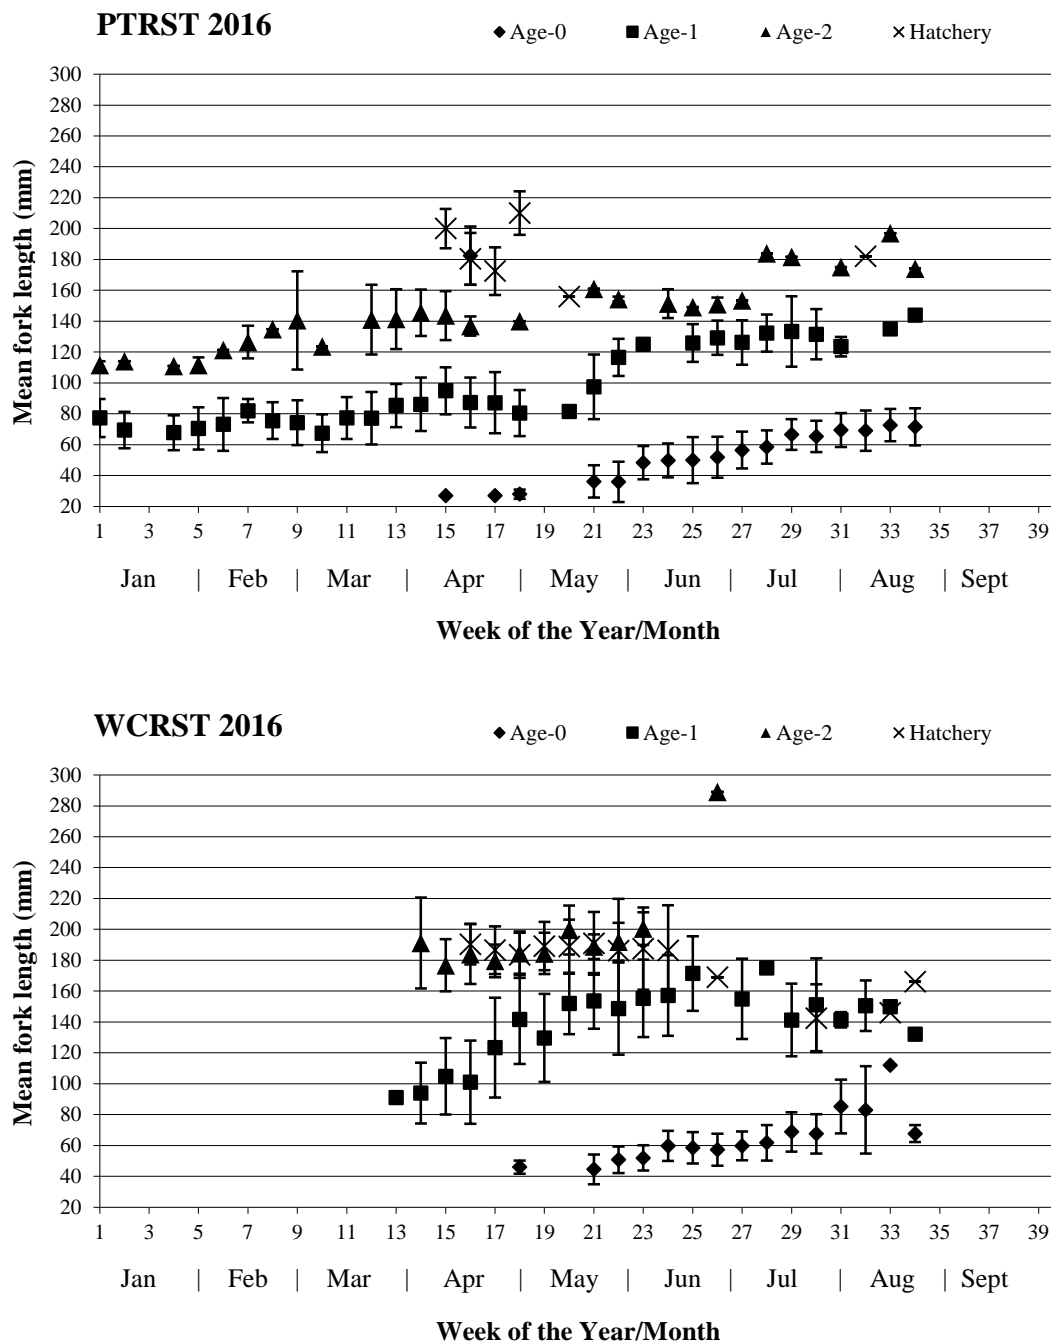 PTRST 2016
Age-0 Age-1 Age-2 Hatchery
Mean fork length (mm)
300
280
260
240
220
200
180
160
140
120
100
80
60
40
20
1 3 5 7 9 11 13 15 17 19 21 23 25 27 29 31 33 35 37 39
Jan | Feb | Mar | Apr | May | Jun | Jul | Aug | Sept
Week of the Year/Month
WCRST 2016
Age-0 Age-1 Age-2 Hatchery
Mean fork length (mm)
300
280
260
240
220
200
180
160
140
120
100
80
60
40
20
1 3 5 7 9 11 13 15 17 19 21 23 25 27 29 31 33 35 37 39
Jan | Feb | Mar | Apr | May | Jun | Jul | Aug | Sept
Week of the Year/Month